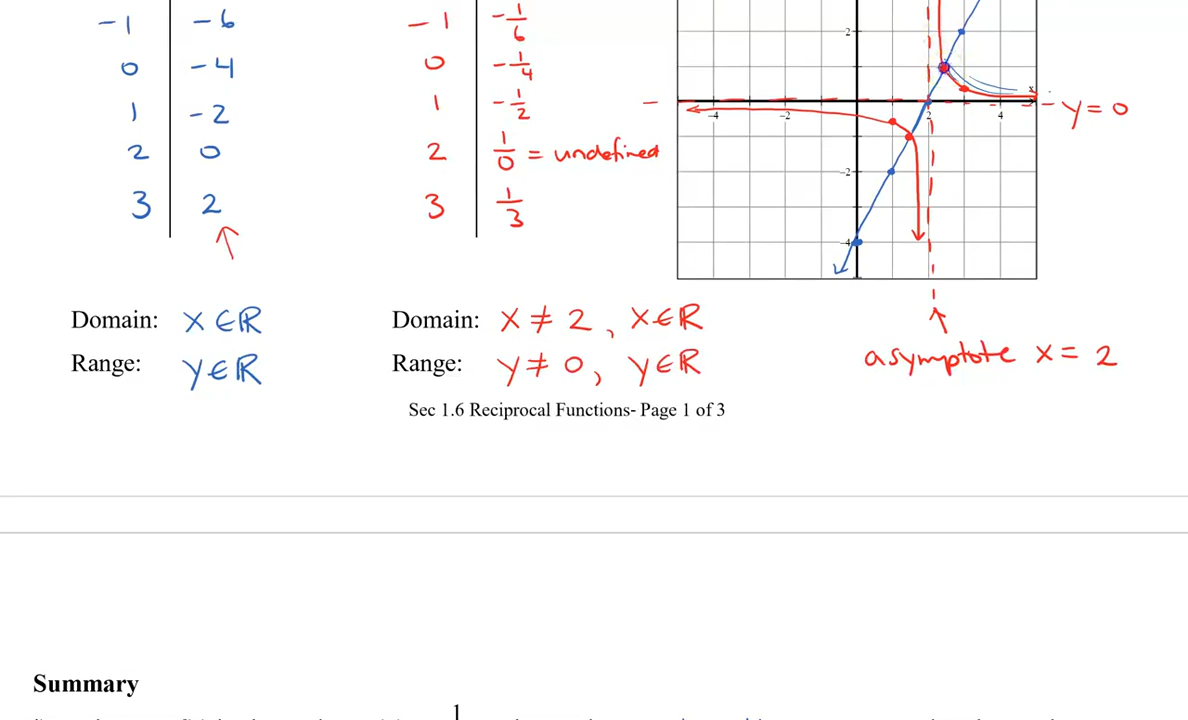 -1 -6 -1 -1/6
0 -4 0 -1/4
1 -2 1 -1/2
2 0 2 1/0 = undefined
3 2 3 1/3
2
-4 -2 2 4 x
-2
-4
y = 0
Domain: x ∈ ℝ Domain: x ≠ 2, x ∈ ℝ
Range: y ∈ ℝ Range: y ≠ 0, y ∈ ℝ
asymptote x = 2
Sec 1.6 Reciprocal Functions- Page 1 of 3
Summary
1